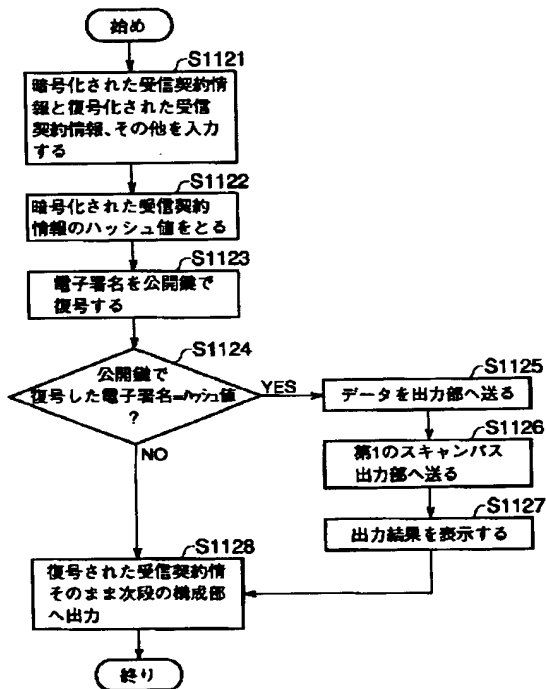 始め
S1121
暗号化された受信契約情
報と復号化された受信
契約情報、その他を入力
する
S1122
暗号化された受信契約
情報のハッシュ値をとる
S1123
電子署名を公開鍵で
復号する
S1124
公開鍵で
復号した電子署名=ハッシュ値
?
YES
NO
S1125
データを出力部へ送る
S1126
第1のスキャンパス
出力部へ送る
S1127
出力結果を表示する
S1128
復号された受信契約情
そのまま次段の構成部
へ出力
終り